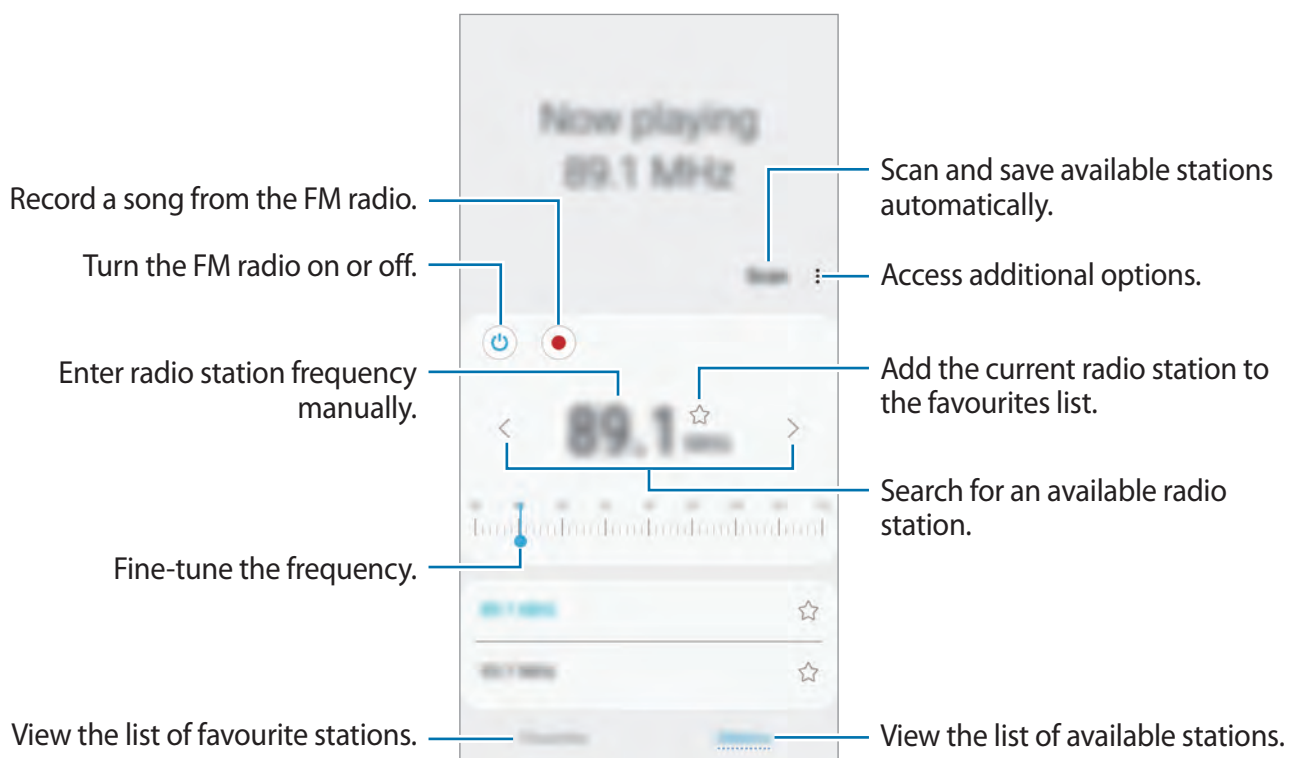 Now playing
89.1 MHz
Scan and save available stations
automatically.
Record a song from the FM radio.
Turn the FM radio on or off.
Scan
Access additional options.
Enter radio station frequency
manually.
Add the current radio station to
the favourites list.
89.1
Search for an available radio
station.
Fine-tune the frequency.
89.1 MHz
View the list of favourite stations.
View the list of available stations.